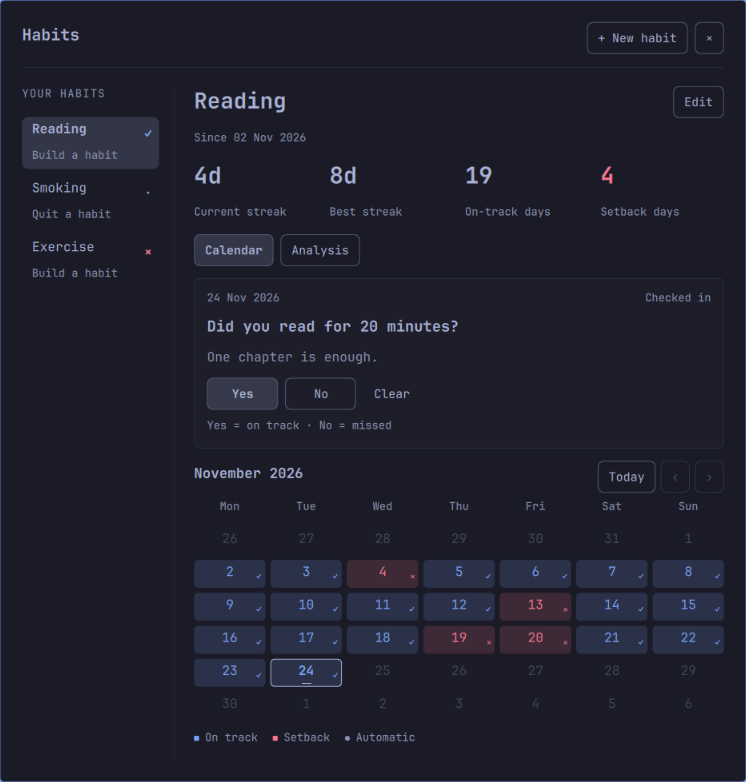 Habits
+ New habit ×
YOUR HABITS
Reading ✓
Build a habit
Smoking .
Quit a habit
Exercise ×
Build a habit
Reading
Edit
Since 02 Nov 2026
4d 8d 19 4
Current streak Best streak On-track days Setback days
Calendar Analysis
24 Nov 2026 Checked in
Did you read for 20 minutes?
One chapter is enough.
Yes No Clear
Yes = on track · No = missed
November 2026 Today ‹ ›
Mon Tue Wed Thu Fri Sat Sun
26 27 28 29 30 31 1
2 ✓ 3 ✓ 4 × 5 ✓ 6 ✓ 7 ✓ 8 ✓
9 ✓ 10 ✓ 11 ✓ 12 ✓ 13 × 14 ✓ 15 ✓
16 ✓ 17 ✓ 18 ✓ 19 × 20 × 21 ✓ 22 ✓
23 ✓ 24 ✓ 25 26 27 28 29
30 1 2 3 4 5 6
On track Setback Automatic